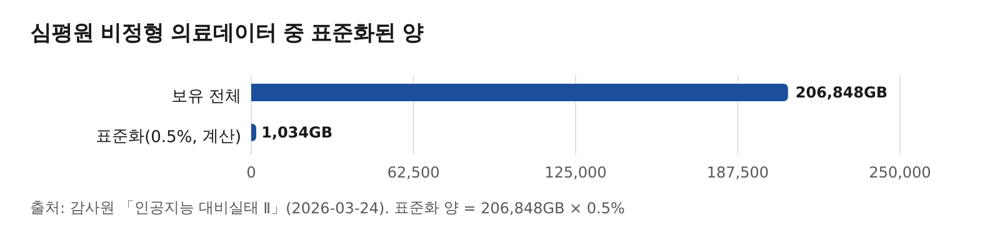 심평원 비정형 의료데이터 중 표준화된 양
보유 전체 206,848GB
표준화(0.5%, 계산) 1,034GB
0 62,500 125,000 187,500 250,000
출처: 감사원 「인공지능 대비실태 Ⅱ」(2026-03-24). 표준화 양 = 206,848GB × 0.5%